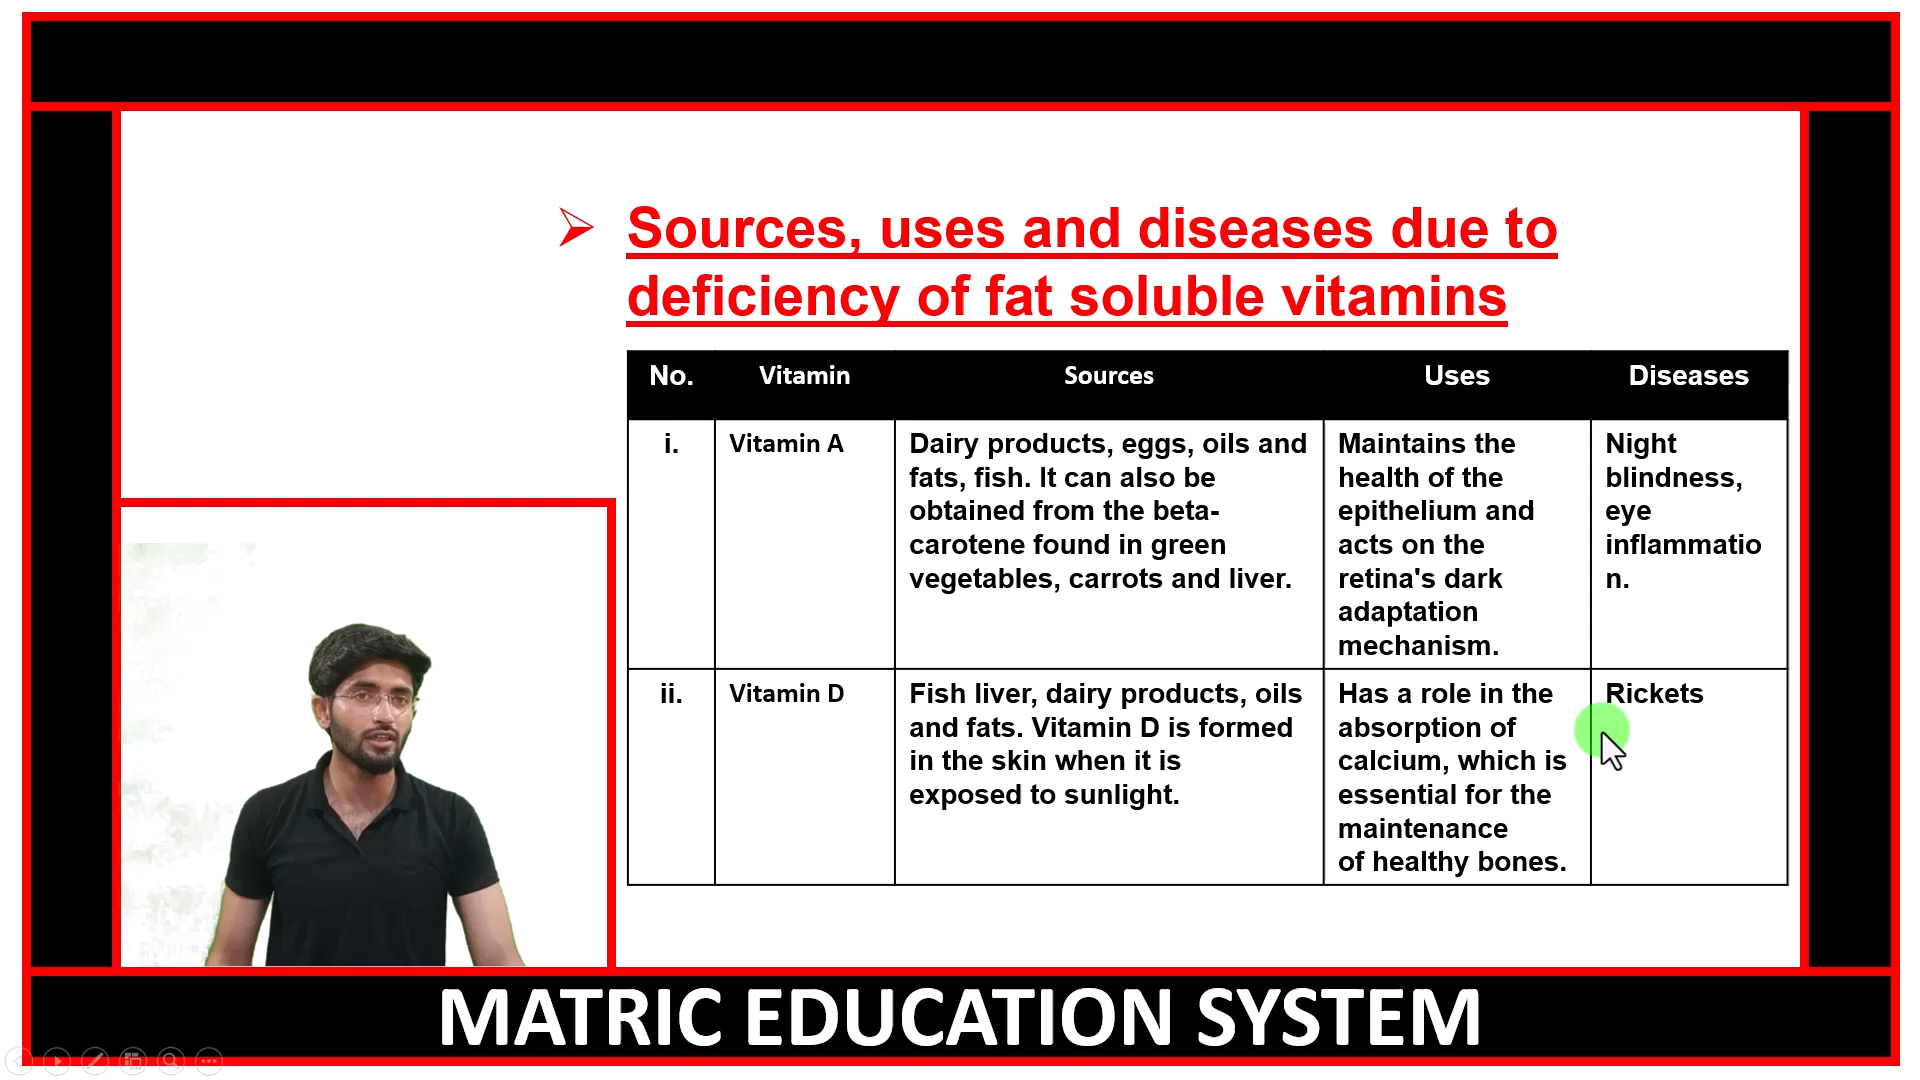 Sources, uses and diseases due to
deficiency of fat soluble vitamins
No. Vitamin Sources Uses Diseases
i. Vitamin A
Dairy products, eggs, oils and
fats, fish. It can also be
obtained from the beta-
carotene found in green
vegetables, carrots and liver.
Maintains the
health of the
epithelium and
acts on the
retina's dark
adaptation
mechanism.
Night
blindness,
eye
inflammatio
n.
ii. Vitamin D
Fish liver, dairy products, oils
and fats. Vitamin D is formed
in the skin when it is
exposed to sunlight.
Has a role in the
absorption of
calcium, which is
essential for the
maintenance
of healthy bones.
Rickets
MATRIC EDUCATION SYSTEM